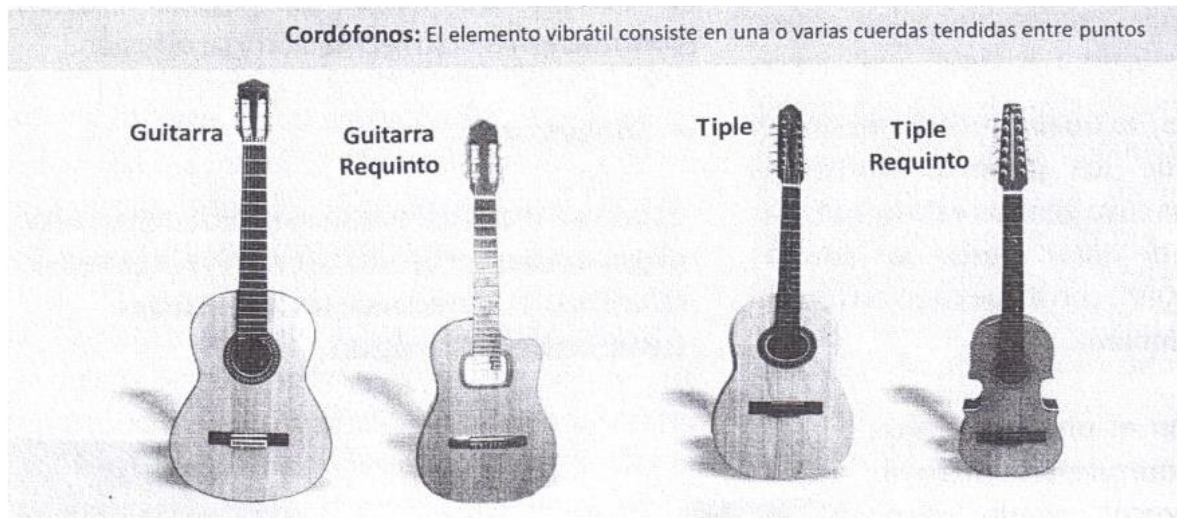 Cordófonos: El elemento vibrátil consiste en una o varias cuerdas tendidas entre puntos
Guitarra
Guitarra
Requinto
Tiple
Tiple
Requinto